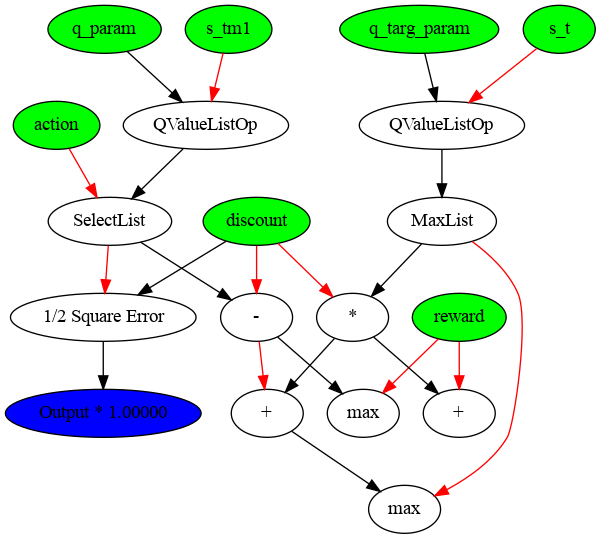 q_param
s_tm1
q_targ_param
s_t
action
QValueListOp
QValueListOp
SelectList
discount
MaxList
1/2 Square Error
-
*
reward
Output * 1.00000
+
max
+
max